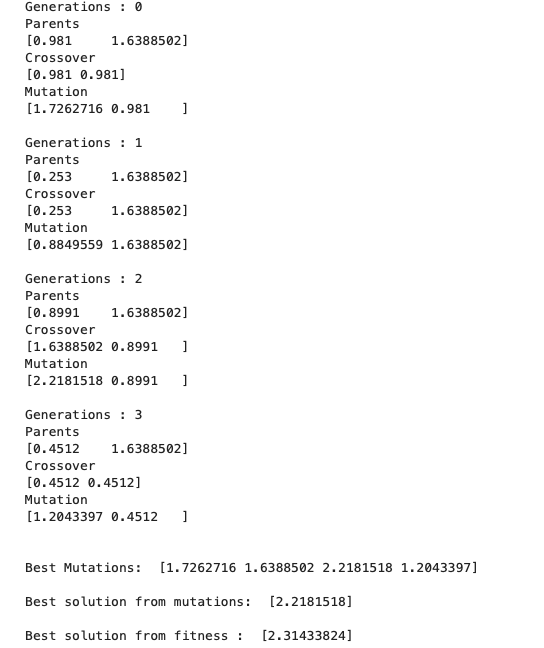 Generations : 0
Parents
[0.981     1.6388502]
Crossover
[0.981 0.981]
Mutation
[1.7262716 0.981    ]
Generations : 1
Parents
[0.253     1.6388502]
Crossover
[0.253     1.6388502]
Mutation
[0.8849559 1.6388502]
Generations : 2
Parents
[0.8991    1.6388502]
Crossover
[1.6388502 0.8991   ]
Mutation
[2.2181518 0.8991   ]
Generations : 3
Parents
[0.4512    1.6388502]
Crossover
[0.4512 0.4512]
Mutation
[1.2043397 0.4512   ]
Best Mutations:  [1.7262716 1.6388502 2.2181518 1.2043397]
Best solution from mutations:  [2.2181518]
Best solution from fitness :  [2.31433824]